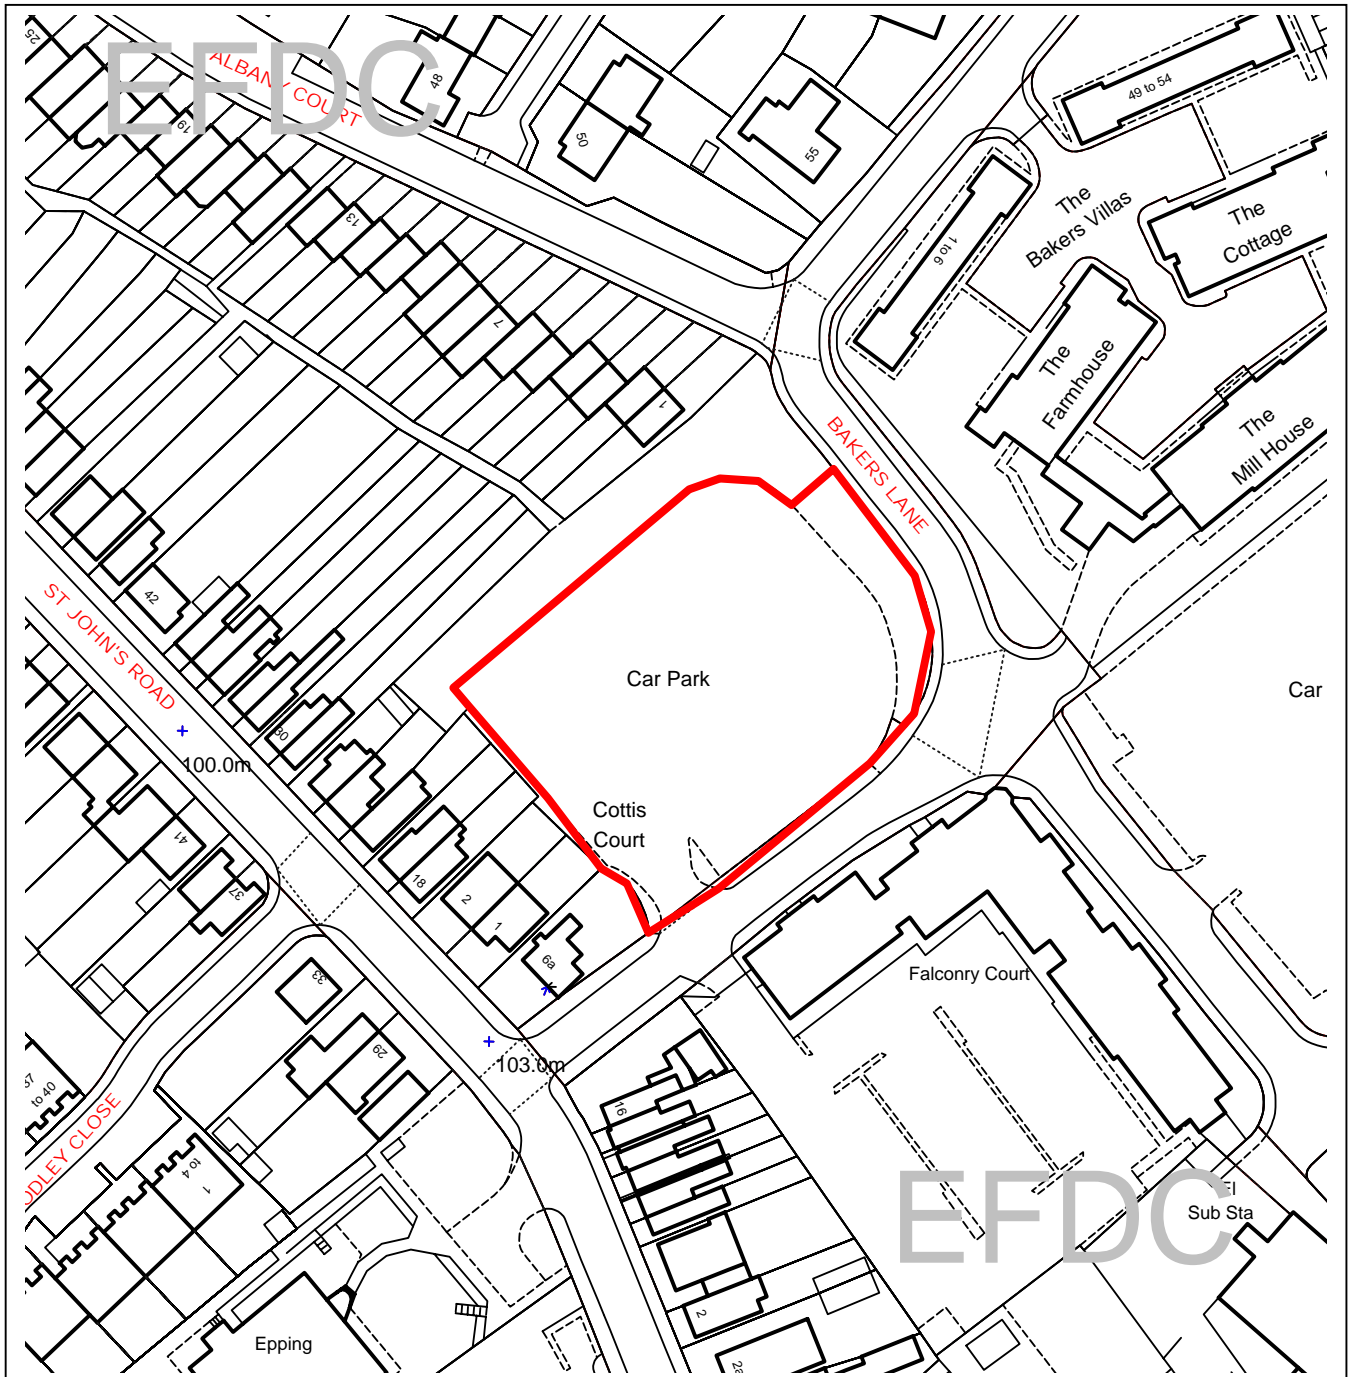 EFDC
25
ALBANY COURT
19
48
50
55
49 to 54
13
The
Bakers Villas
The
Cottage
1 to 6
7
1
The
Farmhouse
The
Mill House
BAKERS LANE
42
ST JOHN'S ROAD
30
100.0m
Car Park
Car
Cottis
Court
41
37
18
2
1
6a
33
29
103.0m
Falconry Court
16
to 40
DLEY CLOSE
1
to 4
EFDC
El
Sub Sta
2
2a
Epping